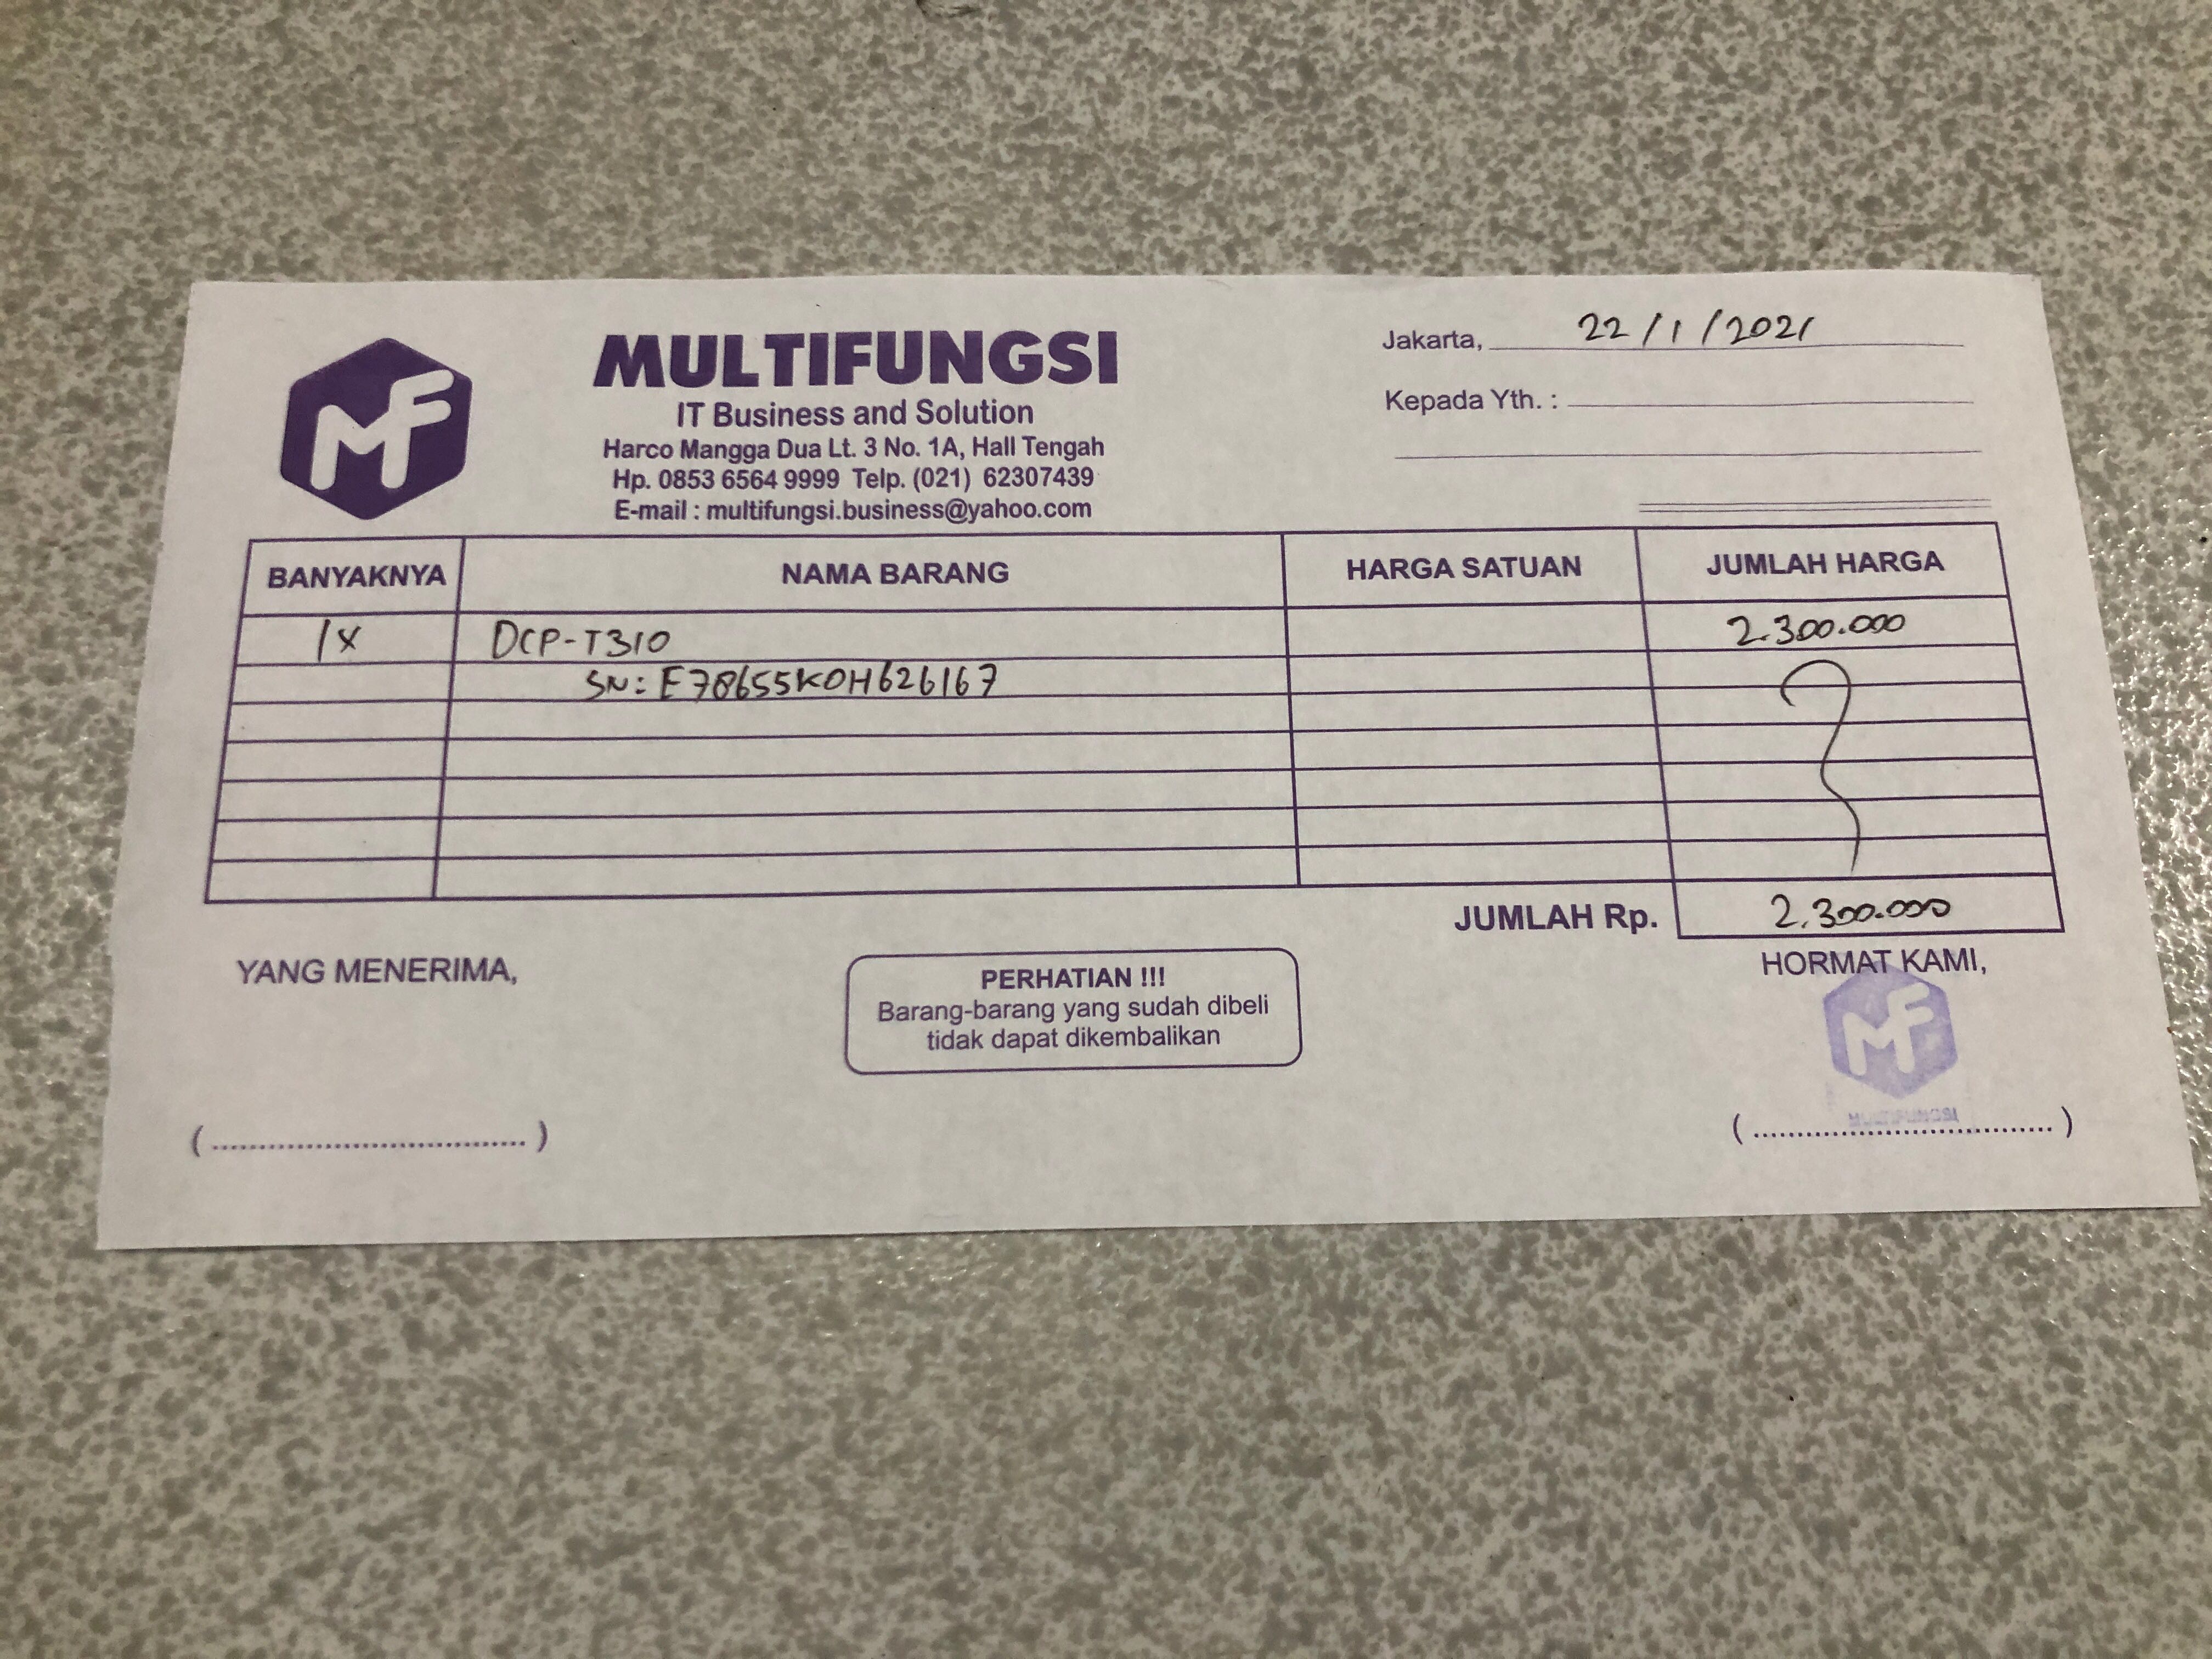 MF
MULTIFUNGSI
IT Business and Solution
Harco Mangga Dua Lt. 3 No. 1A, Hall Tengah
Hp. 0853 6564 9999 Telp. (021) 62307439
E-mail : multifungsi.business@yahoo.com
Jakarta, 22/1/2021
Kepada Yth. :
BANYAKNYA NAMA BARANG HARGA SATUAN JUMLAH HARGA
1x DCP-T310 2.300.000
SN: E78655K0H626167
JUMLAH Rp. 2.300.000
YANG MENERIMA,
PERHATIAN !!!
Barang-barang yang sudah dibeli
tidak dapat dikembalikan
HORMAT KAMI,
MF
MULTIFUNGSI
(..................................)
(..................................)